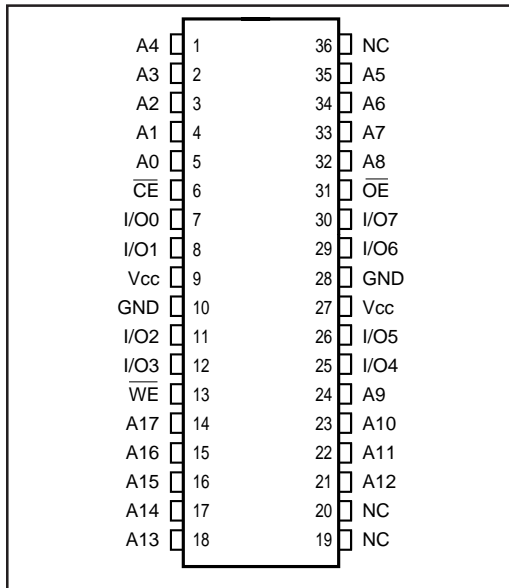 A4 1 36 NC
A3 2 35 A5
A2 3 34 A6
A1 4 33 A7
A0 5 32 A8
C̅E̅ 6 31 O̅E̅
I/O0 7 30 I/O7
I/O1 8 29 I/O6
Vcc 9 28 GND
GND 10 27 Vcc
I/O2 11 26 I/O5
I/O3 12 25 I/O4
W̅E̅ 13 24 A9
A17 14 23 A10
A16 15 22 A11
A15 16 21 A12
A14 17 20 NC
A13 18 19 NC